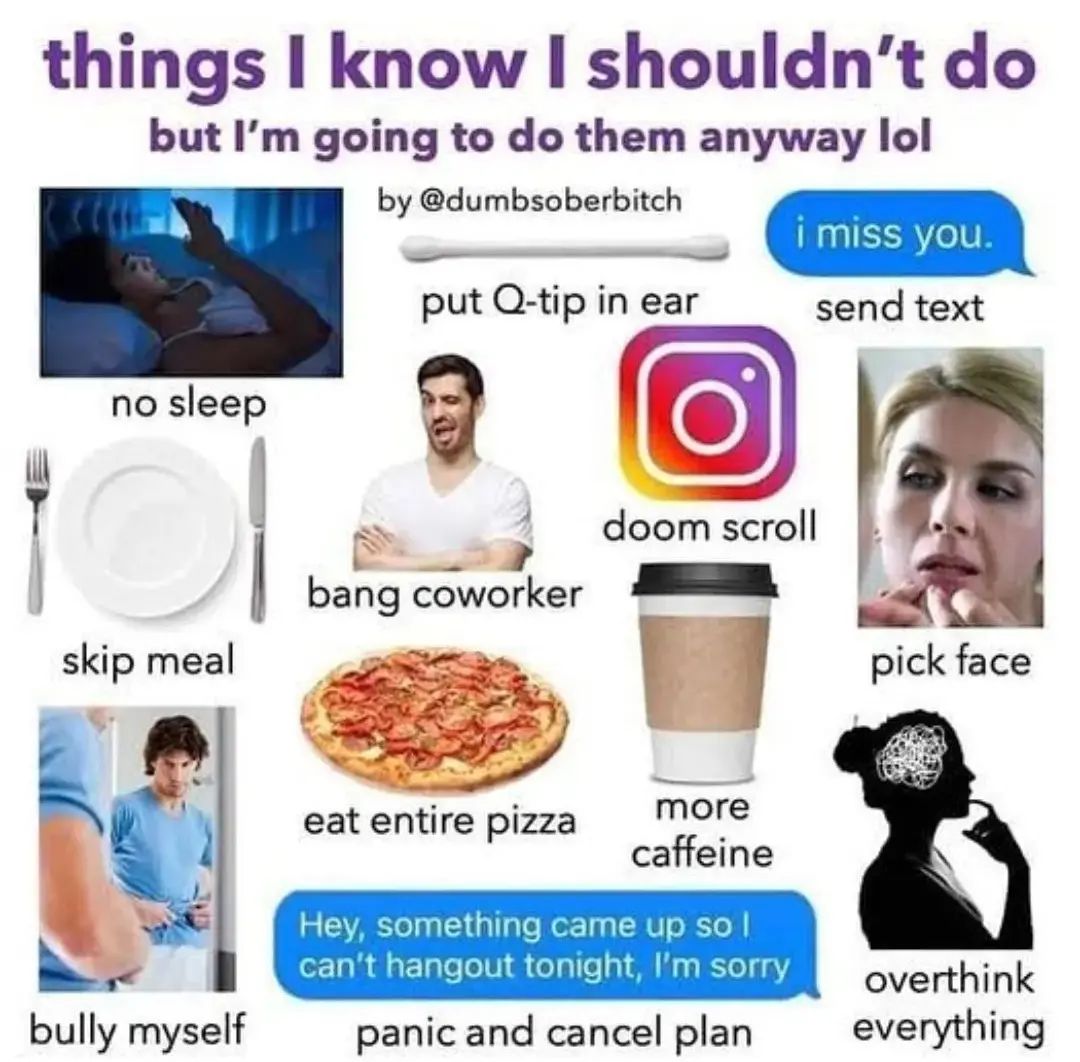 things I know I shouldn't do
but I'm going to do them anyway lol
by @dumbsoberbitch
i miss you.
put Q-tip in ear
send text
no sleep
doom scroll
bang coworker
skip meal
pick face
eat entire pizza
more
caffeine
Hey, something came up so I
can't hangout tonight, I'm sorry
overthink
everything
bully myself
panic and cancel plan